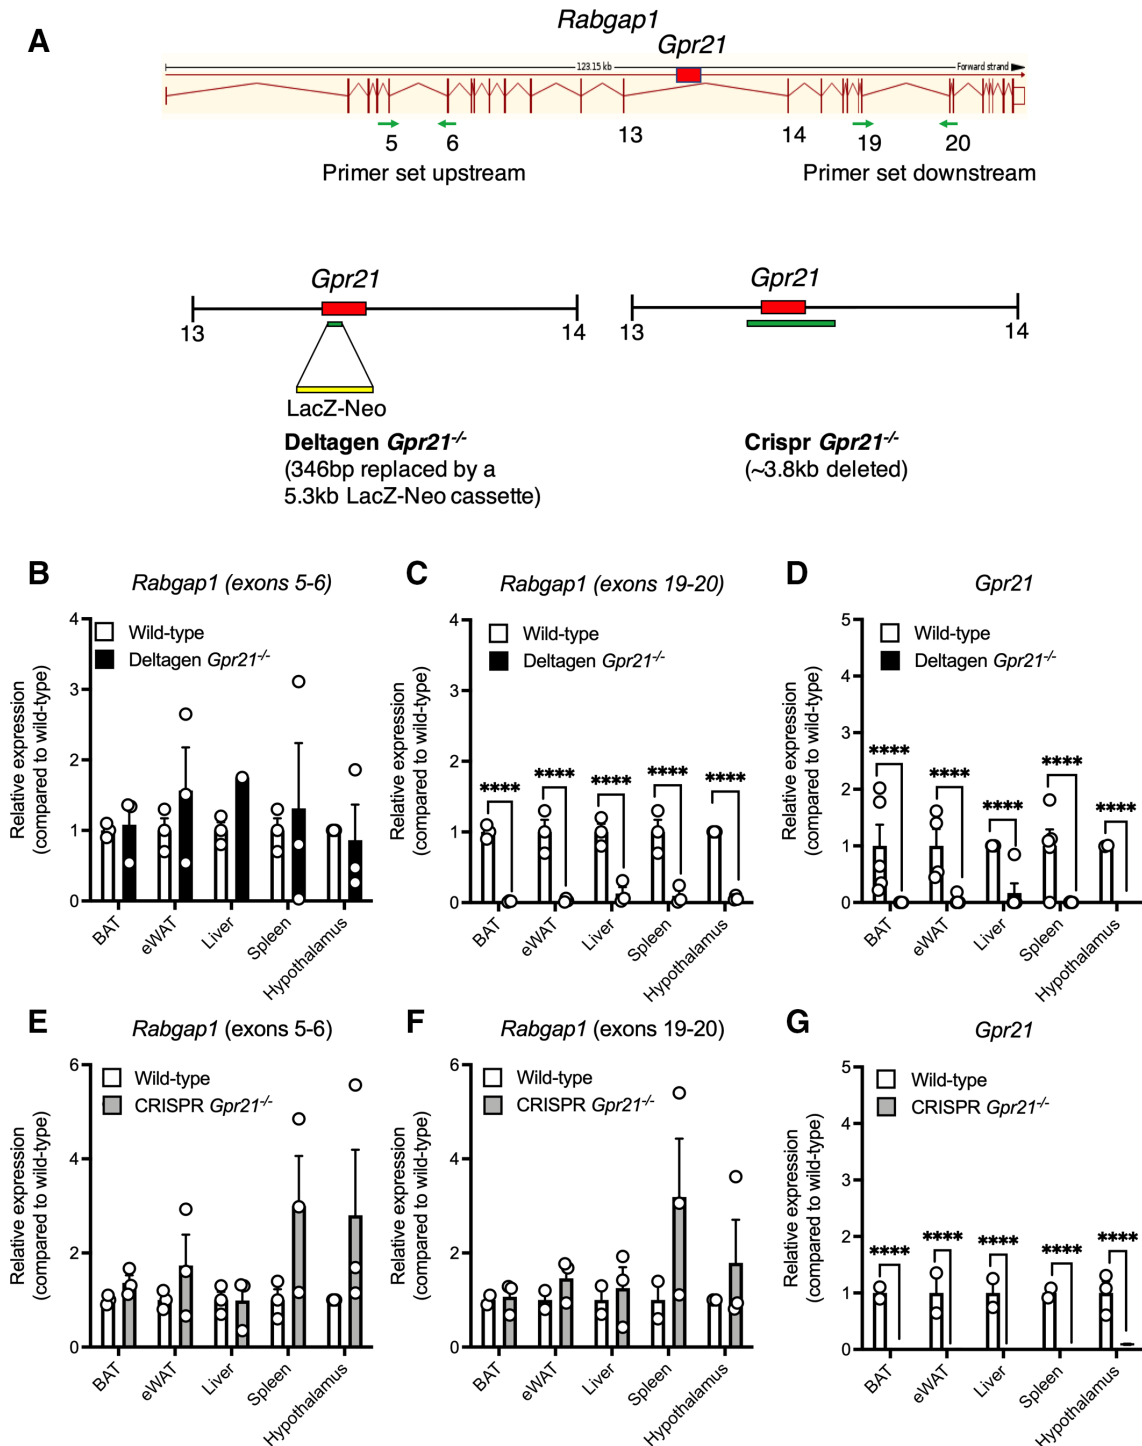 A
Rabgap1
Gpr21
123.15 kb
Forward strand
5
6
13
14
19
20
Primer set upstream
Primer set downstream
Gpr21
13
14
LacZ-Neo
Deltagen Gpr21-/-
(346bp replaced by a
5.3kb LacZ-Neo cassette)
Gpr21
13
14
Crispr Gpr21-/-
(~3.8kb deleted)
B
Rabgap1 (exons 5-6)
Wild-type
Deltagen Gpr21-/-
Relative expression
(compared to wild-type)
4
3
2
1
0
BAT
eWAT
Liver
Spleen
Hypothalamus
C
Rabgap1 (exons 19-20)
Wild-type
Deltagen Gpr21-/-
Relative expression
(compared to wild-type)
4
3
2
1
0
****
****
****
****
****
BAT
eWAT
Liver
Spleen
Hypothalamus
D
Gpr21
Wild-type
Deltagen Gpr21-/-
Relative expression
(compared to wild-type)
5
4
3
2
1
0
****
****
****
****
****
BAT
eWAT
Liver
Spleen
Hypothalamus
E
Rabgap1 (exons 5-6)
Wild-type
CRISPR Gpr21-/-
Relative expression
(compared to wild-type)
6
4
2
0
BAT
eWAT
Liver
Spleen
Hypothalamus
F
Rabgap1 (exons 19-20)
Wild-type
CRISPR Gpr21-/-
Relative expression
(compared to wild-type)
6
4
2
0
BAT
eWAT
Liver
Spleen
Hypothalamus
G
Gpr21
Wild-type
CRISPR Gpr21-/-
Relative expression
(compared to wild-type)
5
4
3
2
1
0
****
****
****
****
****
BAT
eWAT
Liver
Spleen
Hypothalamus